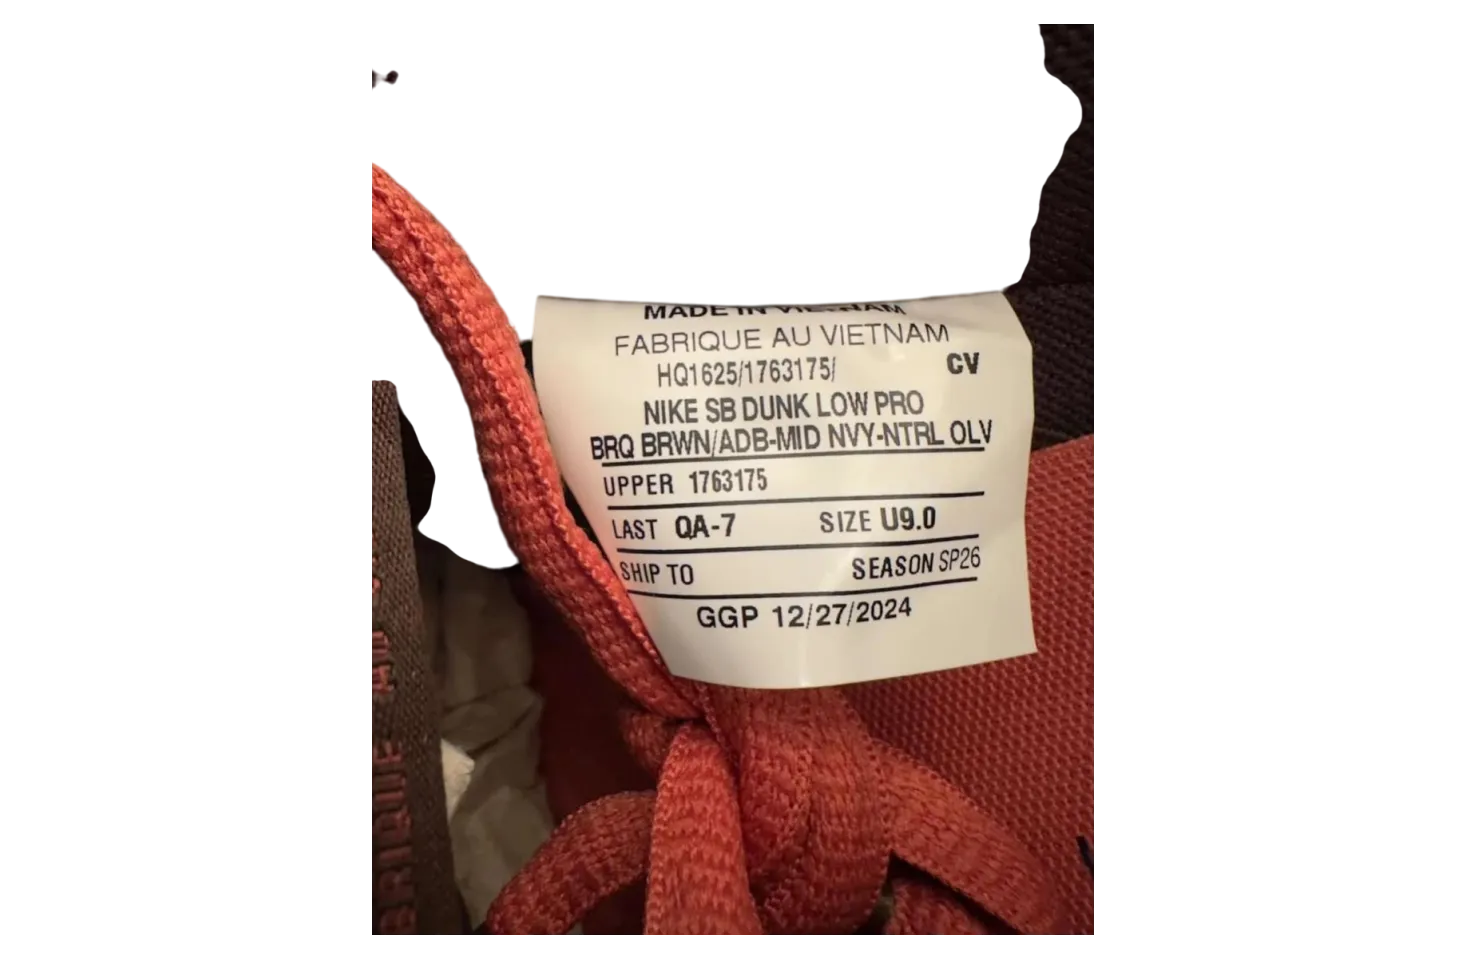 MADE IN VIETNAM
FABRIQUE AU VIETNAM
HQ1625/1763175/ CV
NIKE SB DUNK LOW PRO
BRQ BRWN/ADB-MID NVY-NTRL OLV
UPPER 1763175
LAST QA-7 SIZE U9.0
SHIP TO SEASON SP26
GGP 12/27/2024
BRIQUE